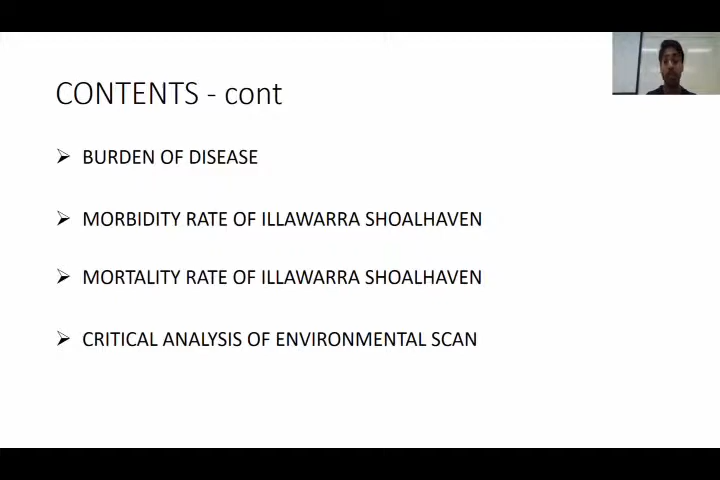 CONTENTS - cont
BURDEN OF DISEASE
MORBIDITY RATE OF ILLAWARRA SHOALHAVEN
MORTALITY RATE OF ILLAWARRA SHOALHAVEN
CRITICAL ANALYSIS OF ENVIRONMENTAL SCAN